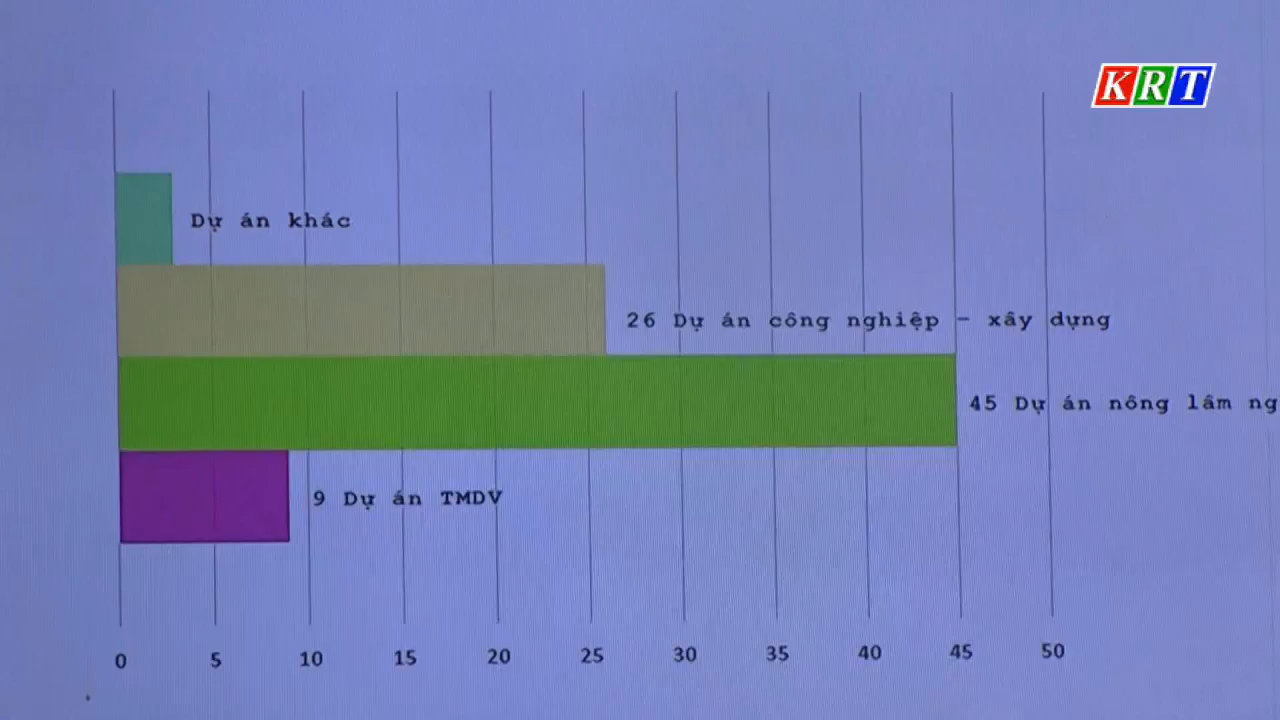 KRT
Dự án khác
26 Dự án công nghiệp - xây dựng
45 Dự án nông lâm
9 Dự án TMDV
0 5 10 15 20 25 30 35 40 45 50